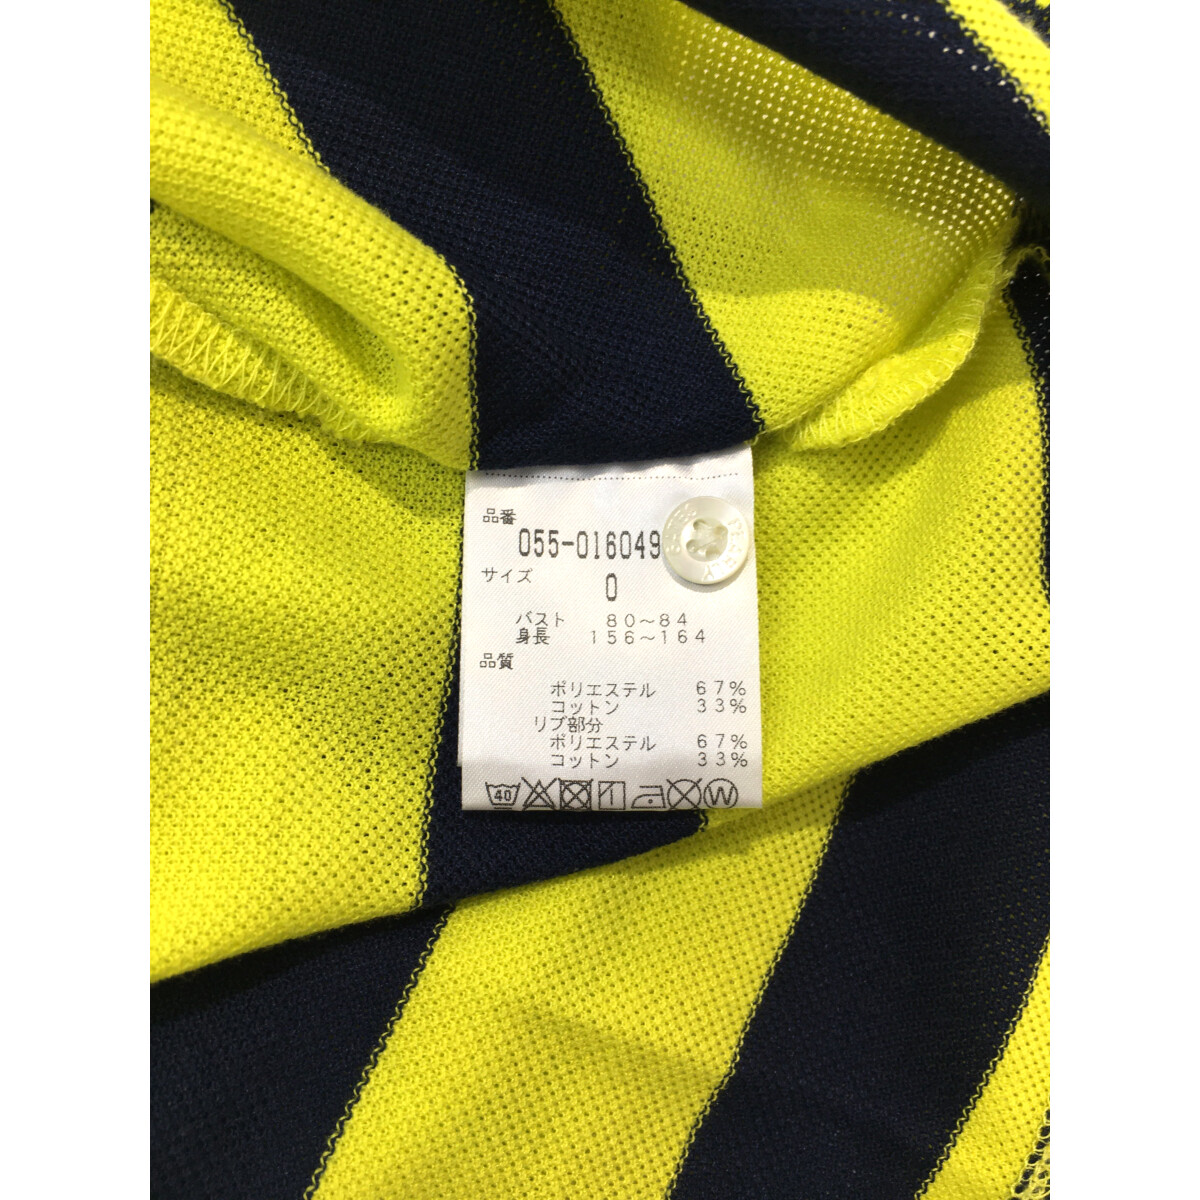 品番
055-016049
サイズ
0
バスト 80〜84
身長 156〜164
品質
ポリエステル 67%
コットン 33%
リブ部分
ポリエステル 67%
コットン 33%
40 W
PEARLY GATES